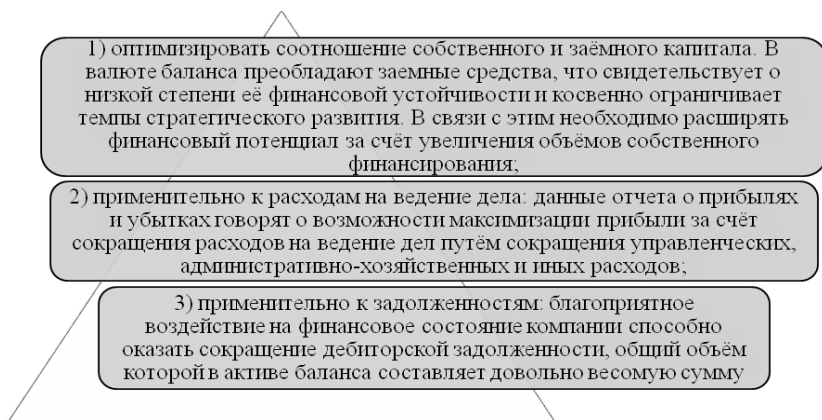 1) оптимизировать соотношение собственного и заёмного капитала. В
валюте баланса преобладают заемные средства, что свидетельствует о
низкой степени её финансовой устойчивости и косвенно ограничивает
темпы стратегического развития. В связи с этим необходимо расширять
финансовый потенциал за счёт увеличения объёмов собственного
финансирования;
2) применительно к расходам на ведение дела: данные отчета о прибылях
и убытках говорят о возможности максимизации прибыли за счёт
сокращения расходов на ведение дел путём сокращения управленческих,
административно-хозяйственных и иных расходов;
3) применительно к задолженностям: благоприятное
воздействие на финансовое состояние компании способно
оказать сокращение дебиторской задолженности, общий объём
которой в активе баланса составляет довольно весомую сумму